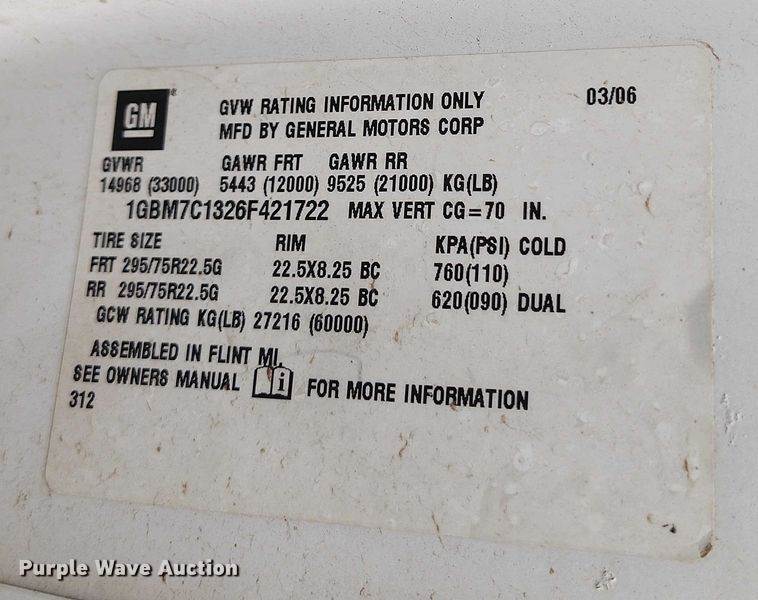 GM
GVW RATING INFORMATION ONLY 03/06
MFD BY GENERAL MOTORS CORP
GVWR GAWR FRT GAWR RR
14968 (33000) 5443 (12000) 9525 (21000) KG(LB)
1GBM7C1326F421722 MAX VERT CG=70 IN.
TIRE SIZE RIM KPA(PSI) COLD
FRT 295/75R22.5G 22.5X8.25 BC 760(110)
RR 295/75R22.5G 22.5X8.25 BC 620(090) DUAL
GCW RATING KG(LB) 27216 (60000)
ASSEMBLED IN FLINT MI.
SEE OWNERS MANUAL i FOR MORE INFORMATION
312
Purple Wave Auction